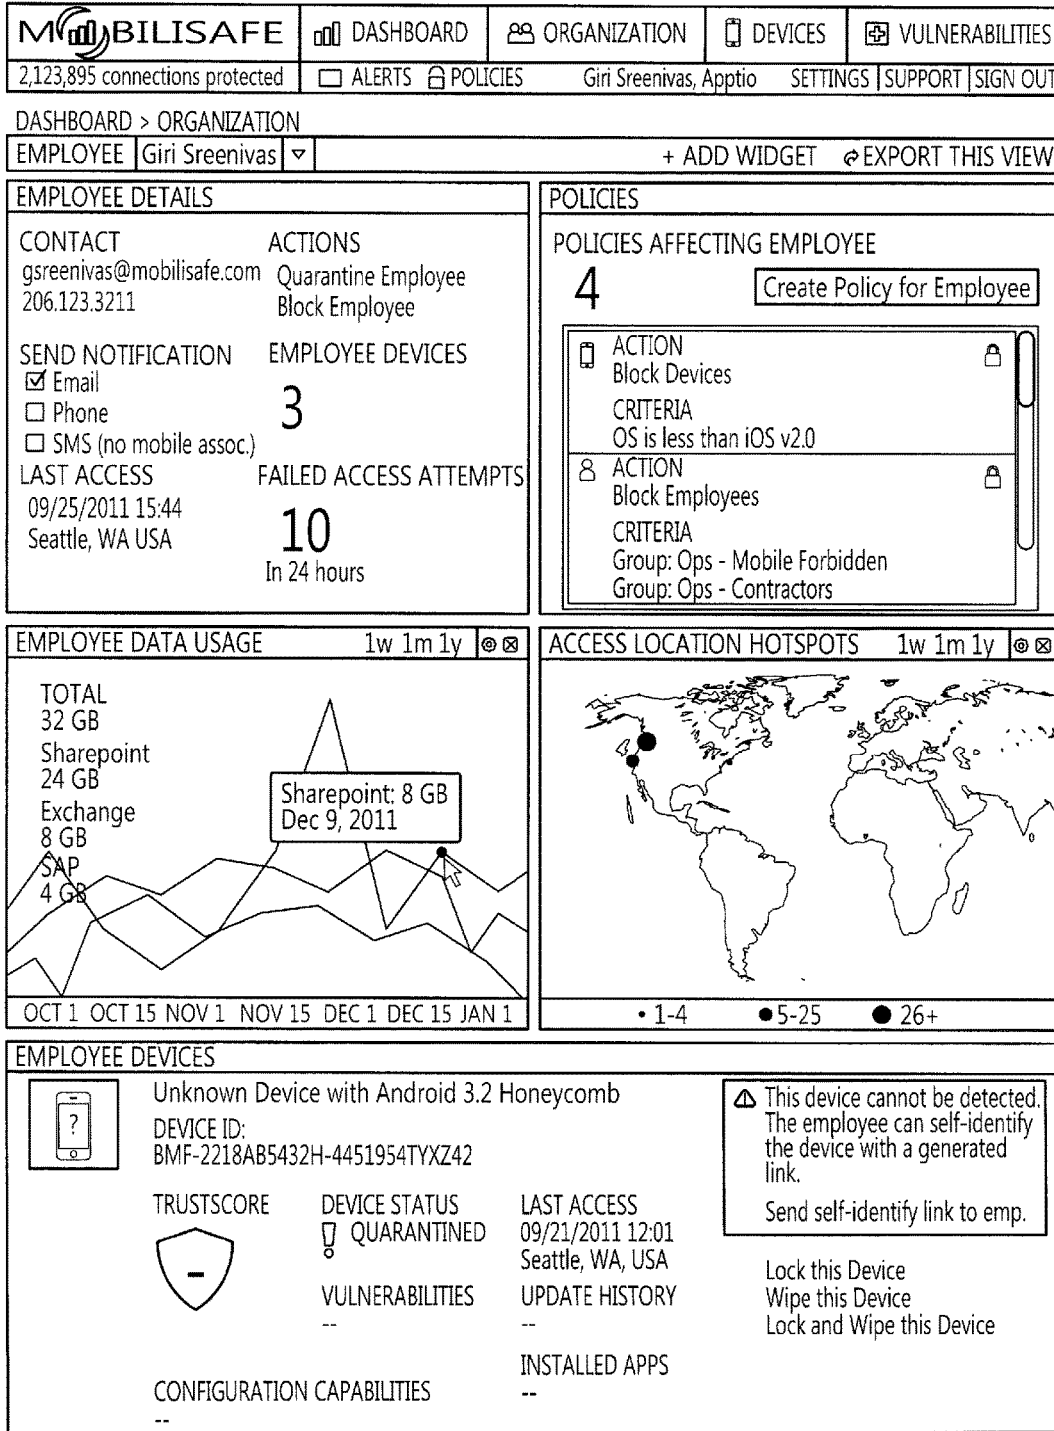 MOBILISAFE
DASHBOARD
ORGANIZATION
DEVICES
VULNERABILITIES
2,123,895 connections protected
ALERTS
POLICIES
Giri Sreenivas, Apptio
SETTINGS | SUPPORT | SIGN OUT
DASHBOARD > ORGANIZATION
EMPLOYEE Giri Sreenivas
+ ADD WIDGET
EXPORT THIS VIEW
EMPLOYEE DETAILS
CONTACT
gsreenivas@mobilisafe.com
206.123.3211
ACTIONS
Quarantine Employee
Block Employee
SEND NOTIFICATION
Email
Phone
SMS (no mobile assoc.)
EMPLOYEE DEVICES
3
LAST ACCESS
09/25/2011 15:44
Seattle, WA USA
FAILED ACCESS ATTEMPTS
10
In 24 hours
POLICIES
POLICIES AFFECTING EMPLOYEE
4
Create Policy for Employee
ACTION
Block Devices
CRITERIA
OS is less than iOS v2.0
ACTION
Block Employees
CRITERIA
Group: Ops - Mobile Forbidden
Group: Ops - Contractors
EMPLOYEE DATA USAGE
1w 1m 1y
TOTAL
32 GB
Sharepoint
24 GB
Exchange
8 GB
SAP
4 GB
Sharepoint: 8 GB
Dec 9, 2011
OCT 1 OCT 15 NOV 1 NOV 15 DEC 1 DEC 15 JAN 1
ACCESS LOCATION HOTSPOTS
1w 1m 1y
1-4
5-25
26+
EMPLOYEE DEVICES
?
Unknown Device with Android 3.2 Honeycomb
DEVICE ID:
BMF-2218AB5432H-4451954TYXZ42
TRUSTSCORE
-
DEVICE STATUS
QUARANTINED
LAST ACCESS
09/21/2011 12:01
Seattle, WA, USA
VULNERABILITIES
--
UPDATE HISTORY
--
INSTALLED APPS
--
CONFIGURATION CAPABILITIES
--
This device cannot be detected.
The employee can self-identify
the device with a generated
link.
Send self-identify link to emp.
Lock this Device
Wipe this Device
Lock and Wipe this Device